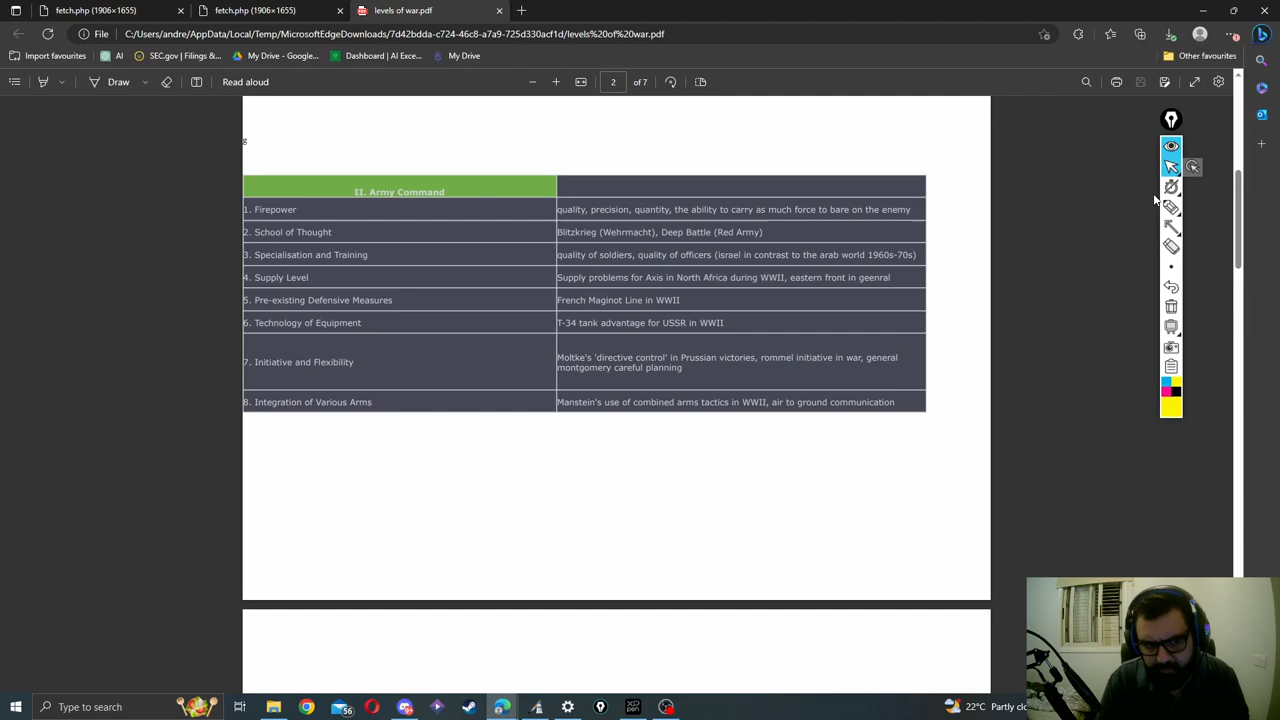 fetch.php (1906×1655)
fetch.php (1906×1655)
levels of war.pdf
File
C:/Users/andre/AppData/Local/Temp/MicrosoftEdgeDownloads/7d42bdda-c724-46c8-a7a9-725d330acf1d/levels%20of%20war.pdf
Import favourites
AI
SEC.gov | Filing &...
My Drive - Google...
Dashboard | AI Exce...
My Drive
Other favourites
Draw
Read aloud
2 of 7
g
II. Army Command
1. Firepower
quality, precision, quantity, the ability to carry as much force to bare on the enemy
2. School of Thought
Blitzkrieg (Wehrmacht), Deep Battle (Red Army)
3. Specialisation and Training
quality of soldiers, quality of officers (israel in contrast to the arab world 1960s-70s)
4. Supply Level
Supply problems for Axis in North Africa during WWII, eastern front in geenral
5. Pre-existing Defensive Measures
French Maginot Line in WWII
6. Technology of Equipment
T-34 tank advantage for USSR in WWII
7. Initiative and Flexibility
Moltke's 'directive control' in Prussian victories, rommel initiative in war, general
montgomery careful planning
8. Integration of Various Arms
Manstein's use of combined arms tactics in WWII, air to ground communication
Type here to search
56
22°C Partly clo